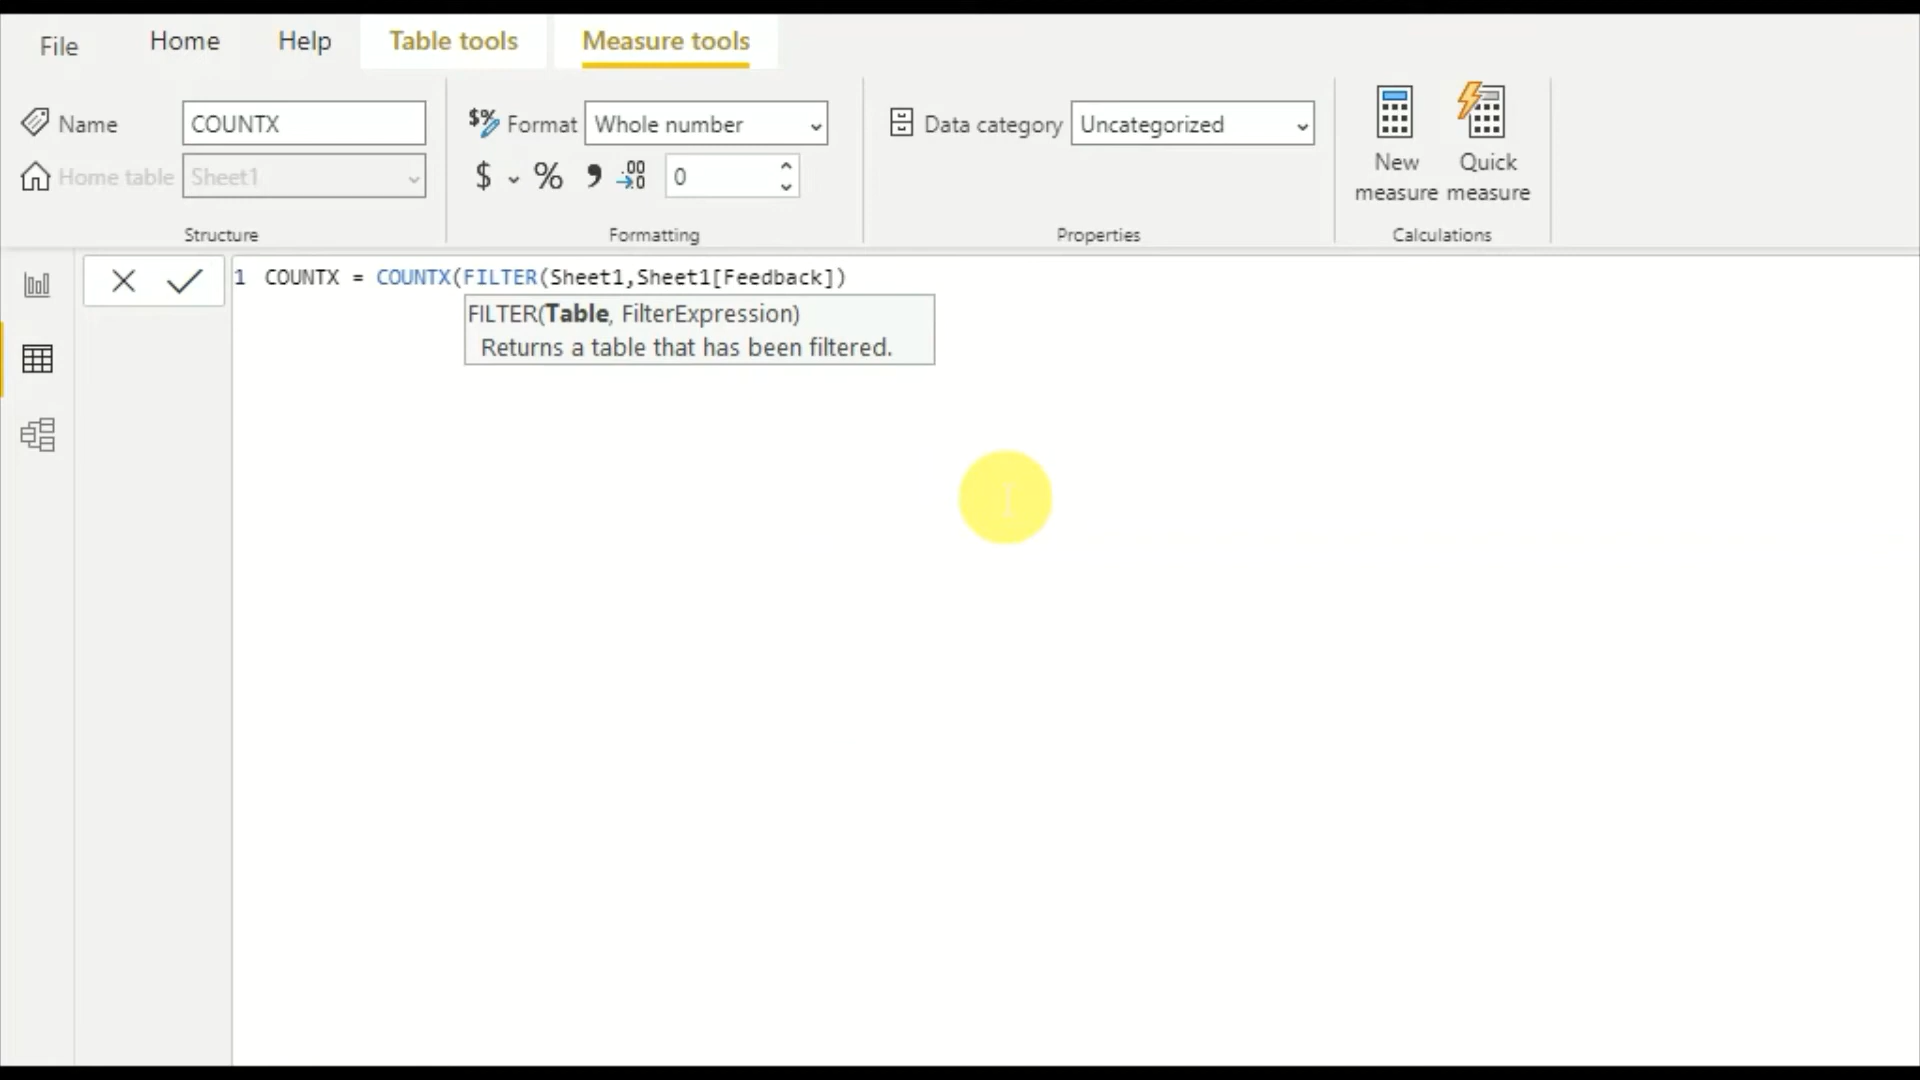 File Home Help Table tools Measure tools
Name COUNTX
Home table Sheet1
Structure
$% Format Whole number
$ % , .00 →.0 0
Formatting
Data category Uncategorized
Properties
New measure
Quick measure
Calculations
1 COUNTX = COUNTX(FILTER(Sheet1,Sheet1[Feedback])
FILTER(Table, FilterExpression)
Returns a table that has been filtered.